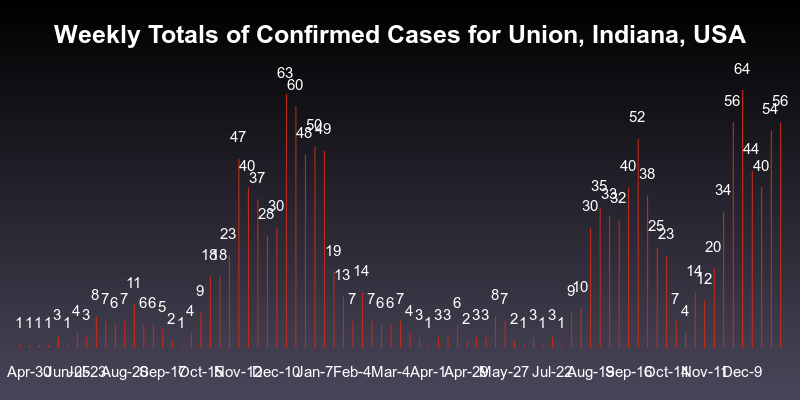 Weekly Totals of Confirmed Cases for Union, Indiana, USA
1 1 1 1 3 1 4 3 8 7 6 7 11 6 6 5 2 1 4 9 18 18 23 47 40 37 28 30 63 60 48 50 49 19 13 7 14 7 6 6 7 4 3 1 3 3 6 2 3 3 8 7 2 1 3 1 3 1 9 10 30 35 33 32 40 52 38 25 23 7 4 14 12 20 34 56 64 44 40 54 56
Apr-30 Jun-25 Jul-23 Aug-20 Sep-17 Oct-15 Nov-12 Dec-10 Jan-7 Feb-4 Mar-4 Apr-1 Apr-29 May-27 Jul-22 Aug-19 Sep-16 Oct-14 Nov-11 Dec-9